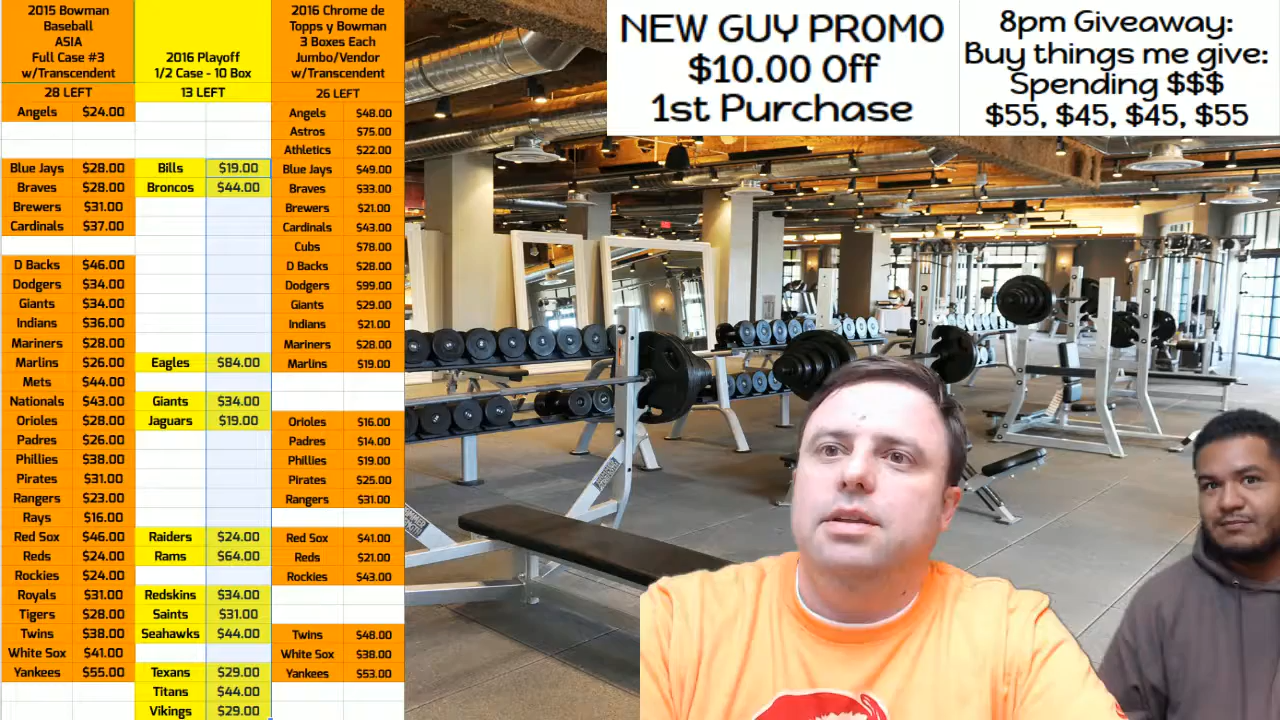 2015 Bowman
Baseball
ASIA
Full Case #3
w/Transcendent
28 LEFT
Angels $24.00
Blue Jays $28.00
Braves $28.00
Brewers $31.00
Cardinals $37.00
D Backs $46.00
Dodgers $34.00
Giants $34.00
Indians $36.00
Mariners $28.00
Marlins $26.00
Mets $44.00
Nationals $43.00
Orioles $28.00
Padres $26.00
Phillies $38.00
Pirates $31.00
Rangers $23.00
Rays $16.00
Red Sox $46.00
Reds $24.00
Rockies $24.00
Royals $31.00
Tigers $28.00
Twins $38.00
White Sox $41.00
Yankees $55.00
2016 Playoff
1/2 Case - 10 Box
13 LEFT
Bills $19.00
Broncos $44.00
Eagles $84.00
Giants $34.00
Jaguars $19.00
Raiders $24.00
Rams $64.00
Redskins $34.00
Saints $31.00
Seahawks $44.00
Texans $29.00
Titans $44.00
Vikings $29.00
2016 Chrome de
Topps y Bowman
3 Boxes Each
Jumbo/Vendor
w/Transcendent
26 LEFT
Angels $48.00
Astros $75.00
Athletics $22.00
Blue Jays $49.00
Braves $33.00
Brewers $21.00
Cardinals $43.00
Cubs $78.00
D Backs $28.00
Dodgers $99.00
Giants $29.00
Indians $21.00
Mariners $28.00
Marlins $19.00
Orioles $16.00
Padres $14.00
Phillies $19.00
Pirates $25.00
Rangers $31.00
Red Sox $41.00
Reds $21.00
Rockies $43.00
Twins $48.00
White Sox $38.00
Yankees $53.00
NEW GUY PROMO
$10.00 Off
1st Purchase
8pm Giveaway:
Buy things me give:
Spending $$$
$55, $45, $45, $55